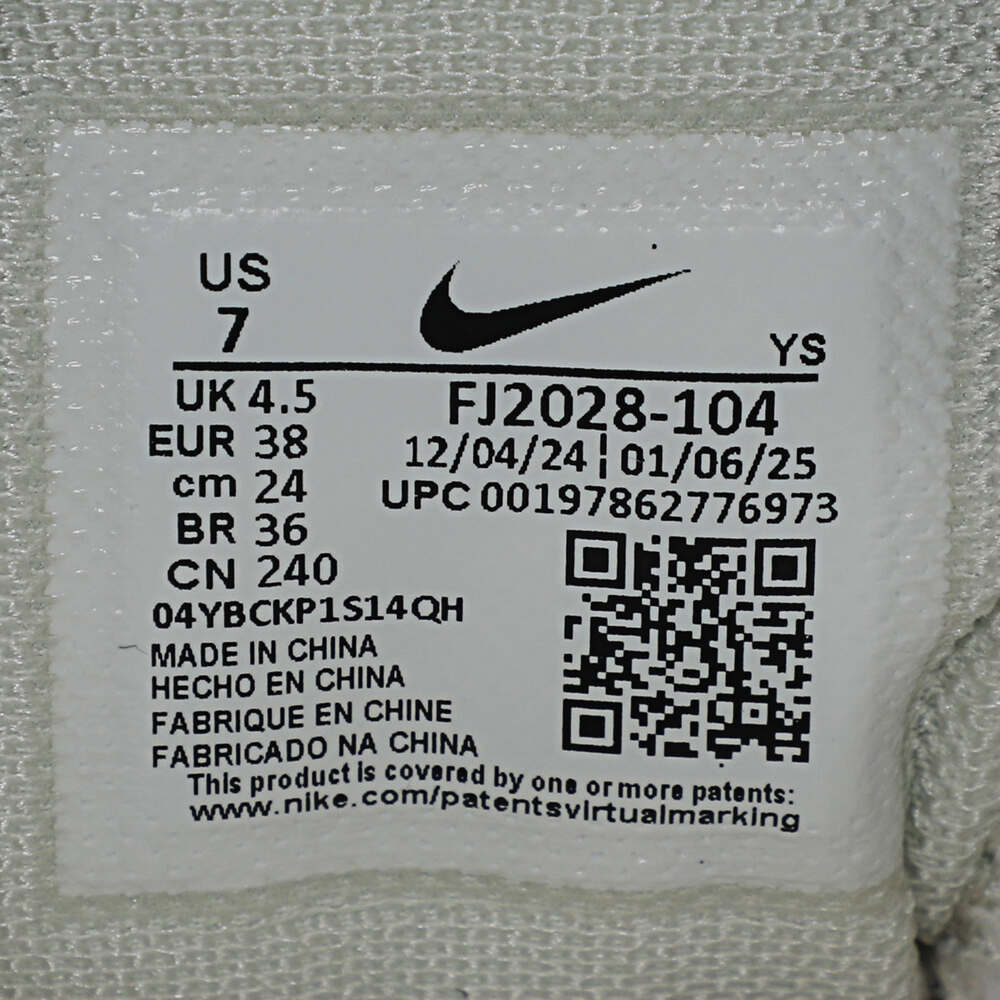 US
7
YS
UK 4.5
EUR 38
cm 24
BR 36
CN 240
FJ2028-104
12/04/24 | 01/06/25
UPC 001978627​76973
04YBCKP1S14QH
MADE IN CHINA
HECHO EN CHINA
FABRIQUE EN CHINE
FABRICADO NA CHINA
This product is covered by one or more patents:
www.nike.com/patentsvirtualmarking